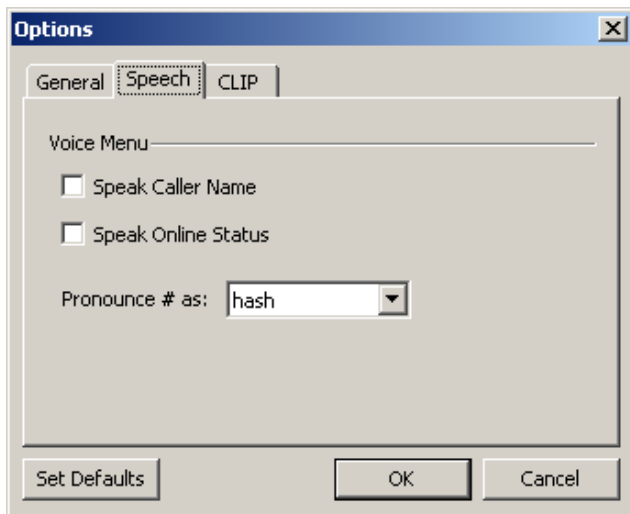 Options
General Speech CLIP
Voice Menu
Speak Caller Name
Speak Online Status
Pronounce # as: hash
Set Defaults OK Cancel